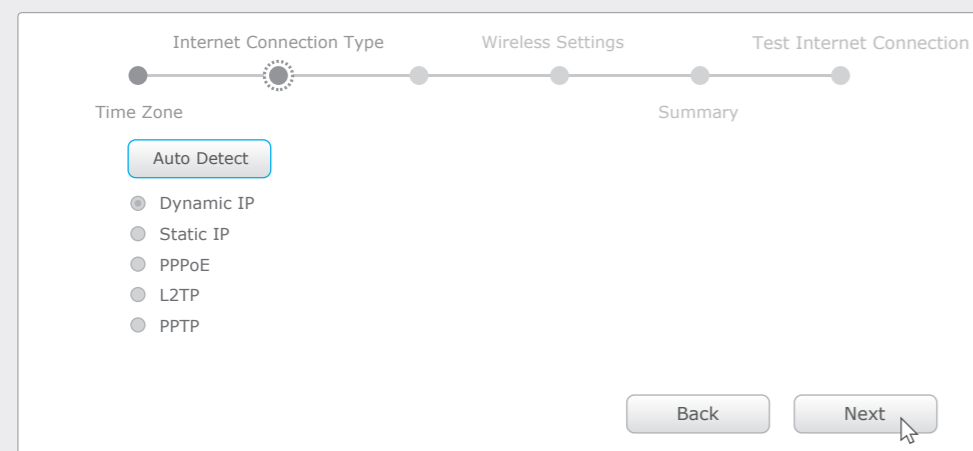 Internet Connection Type Wireless Settings Test Internet Connection
Time Zone Summary
Auto Detect
Dynamic IP
Static IP
PPPoE
L2TP
PPTP
Back Next